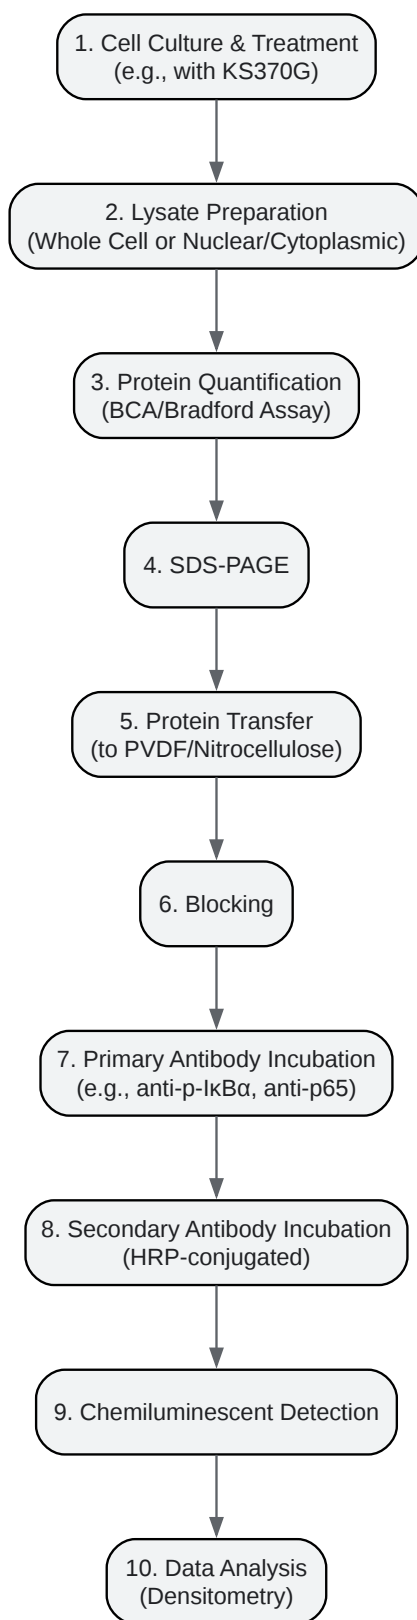 1. Cell Culture & Treatment
(e.g., with KS370G)
2. Lysate Preparation
(Whole Cell or Nuclear/Cytoplasmic)
3. Protein Quantification
(BCA/Bradford Assay)
4. SDS-PAGE
5. Protein Transfer
(to PVDF/Nitrocellulose)
6. Blocking
7. Primary Antibody Incubation
(e.g., anti-p-IκBα, anti-p65)
8. Secondary Antibody Incubation
(HRP-conjugated)
9. Chemiluminescent Detection
10. Data Analysis
(Densitometry)